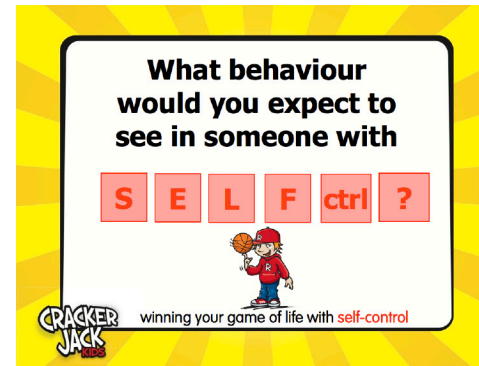 What behaviour
would you expect to
see in someone with
S E L F ctrl ?
R
R
winning your game of life with self-control
CRACKER
JACK
KIDS